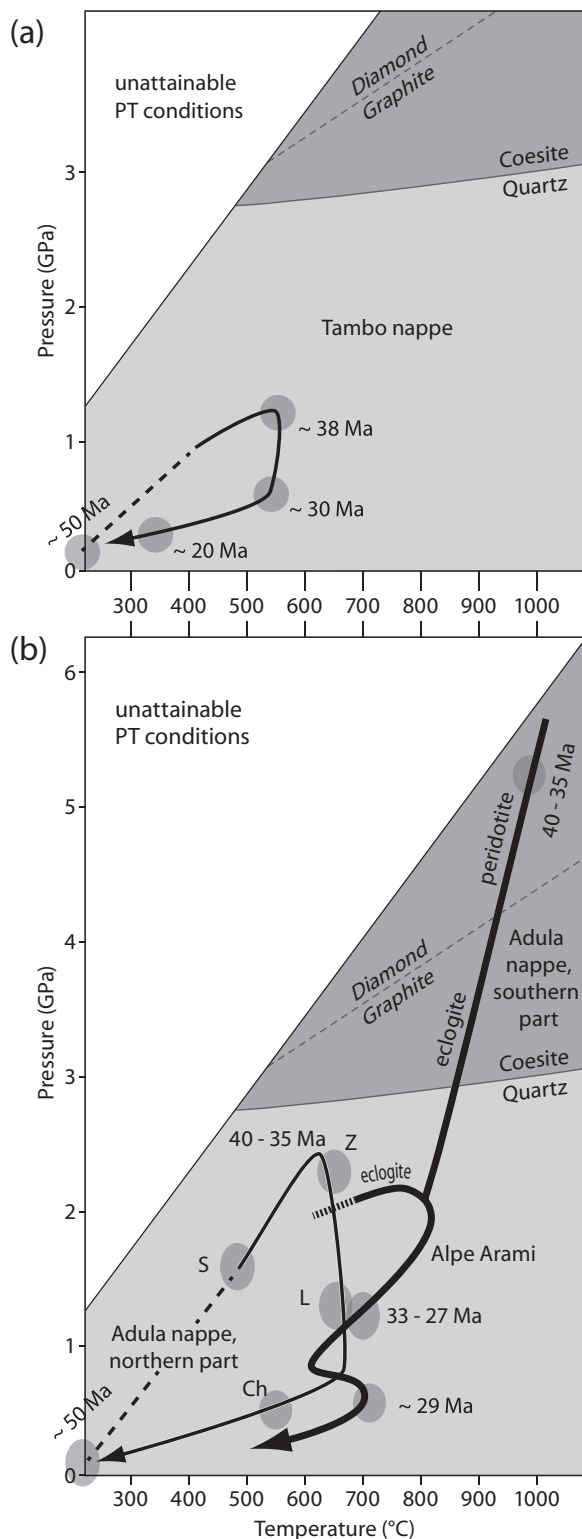 (a)
unattainable
PT conditions
Diamond
Graphite
Coesite
Quartz
3
2
1
0
Pressure (GPa)
Tambo nappe
~ 38 Ma
~ 30 Ma
~ 20 Ma
~ 50 Ma
300 400 500 600 700 800 900 1000
(b)
unattainable
PT conditions
6
5
4
3
2
1
0
Pressure (GPa)
40 - 35 Ma
peridotite
Diamond
Graphite
Adula
nappe,
southern
part
eclogite
Coesite
Quartz
40 - 35 Ma
Z
eclogite
S
Alpe Arami
L
33 - 27 Ma
Adula nappe,
northern part
Ch
~ 29 Ma
~ 50 Ma
300 400 500 600 700 800 900 1000
Temperature (°C)